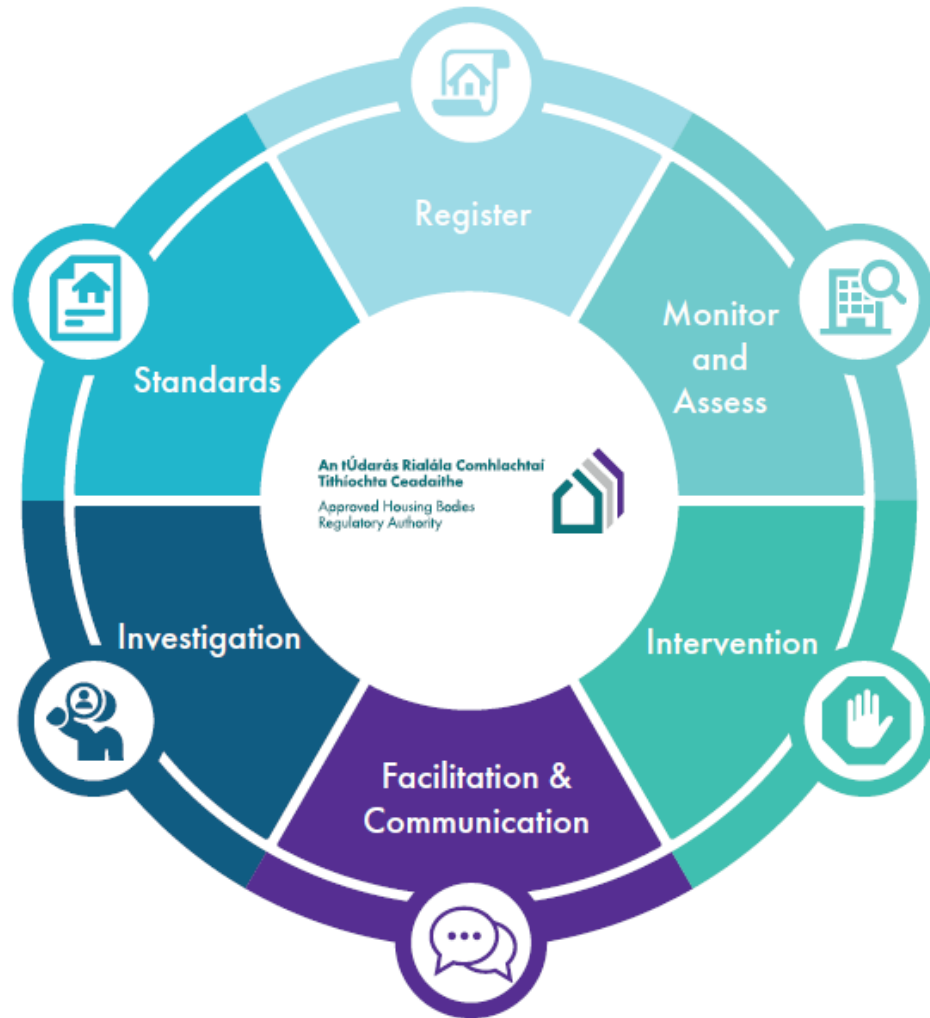 Register
Monitor
and
Assess
Standards
An tÚdarás Rialála Comhlachtaí
Tithíochta Ceadaithe
Approved Housing Bodies
Regulatory Authority
Investigation
Intervention
Facilitation &
Communication